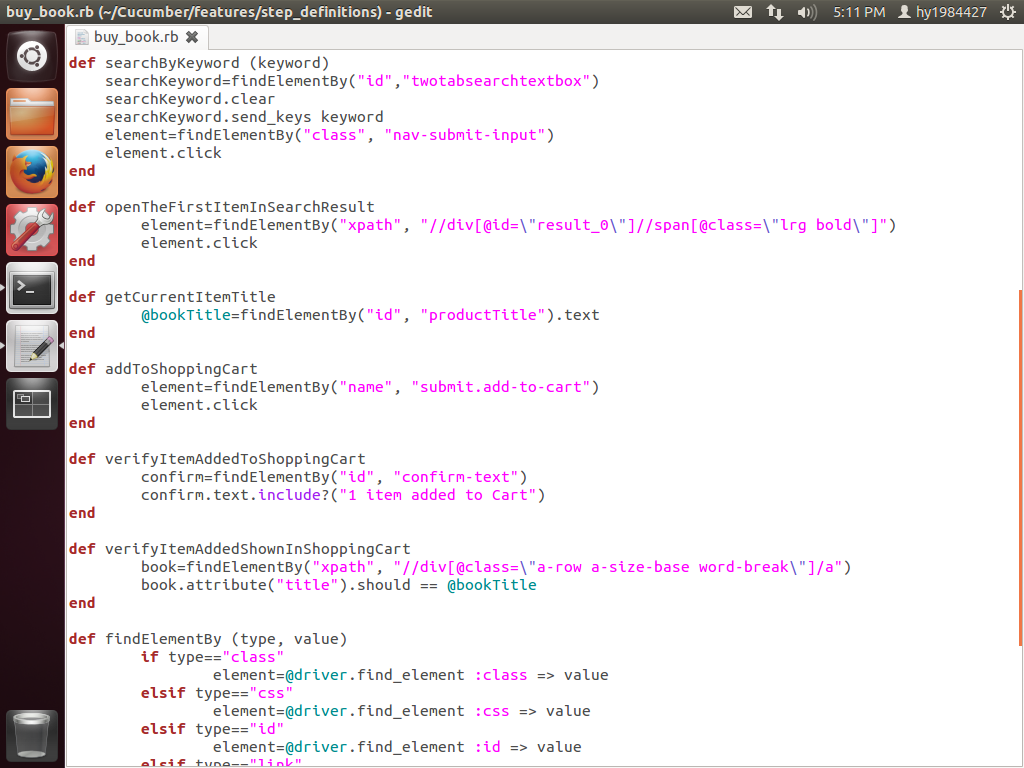 buy_book.rb (~/Cucumber/features/step_definitions) - gedit
5:11 PM
hy1984427
buy_book.rb
def searchByKeyword (keyword)
    searchKeyword=findElementBy("id","twotabsearchtextbox")
    searchKeyword.clear
    searchKeyword.send_keys keyword
    element=findElementBy("class", "nav-submit-input")
    element.click
end

def openTheFirstItemInSearchResult
        element=findElementBy("xpath", "//div[@id=\"result_0\"]//span[@class=\"lrg bold\"]")
        element.click
end

def getCurrentItemTitle
        @bookTitle=findElementBy("id", "productTitle").text
end

def addToShoppingCart
        element=findElementBy("name", "submit.add-to-cart")
        element.click
end

def verifyItemAddedToShoppingCart
        confirm=findElementBy("id", "confirm-text")
        confirm.text.include?("1 item added to Cart")
end

def verifyItemAddedShownInShoppingCart
        book=findElementBy("xpath", "//div[@class=\"a-row a-size-base word-break\"]/a")
        book.attribute("title").should == @bookTitle
end

def findElementBy (type, value)
        if type=="class"
                element=@driver.find_element :class => value
        elsif type=="css"
                element=@driver.find_element :css => value
        elsif type=="id"
                element=@driver.find_element :id => value
        elsif type=="link"